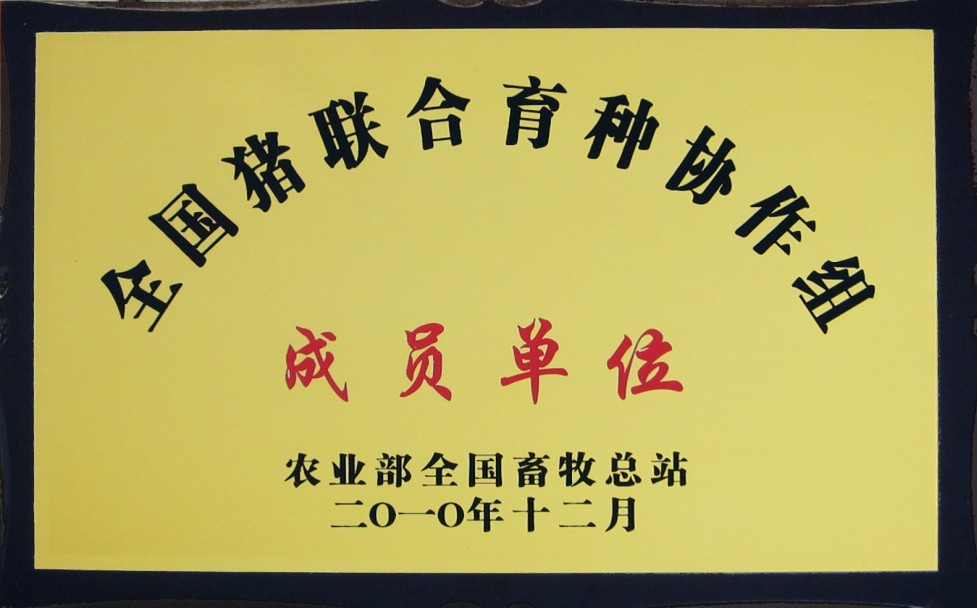 全国猪联合育种协作组
成员单位
农业部全国畜牧总站
二〇一〇年十二月